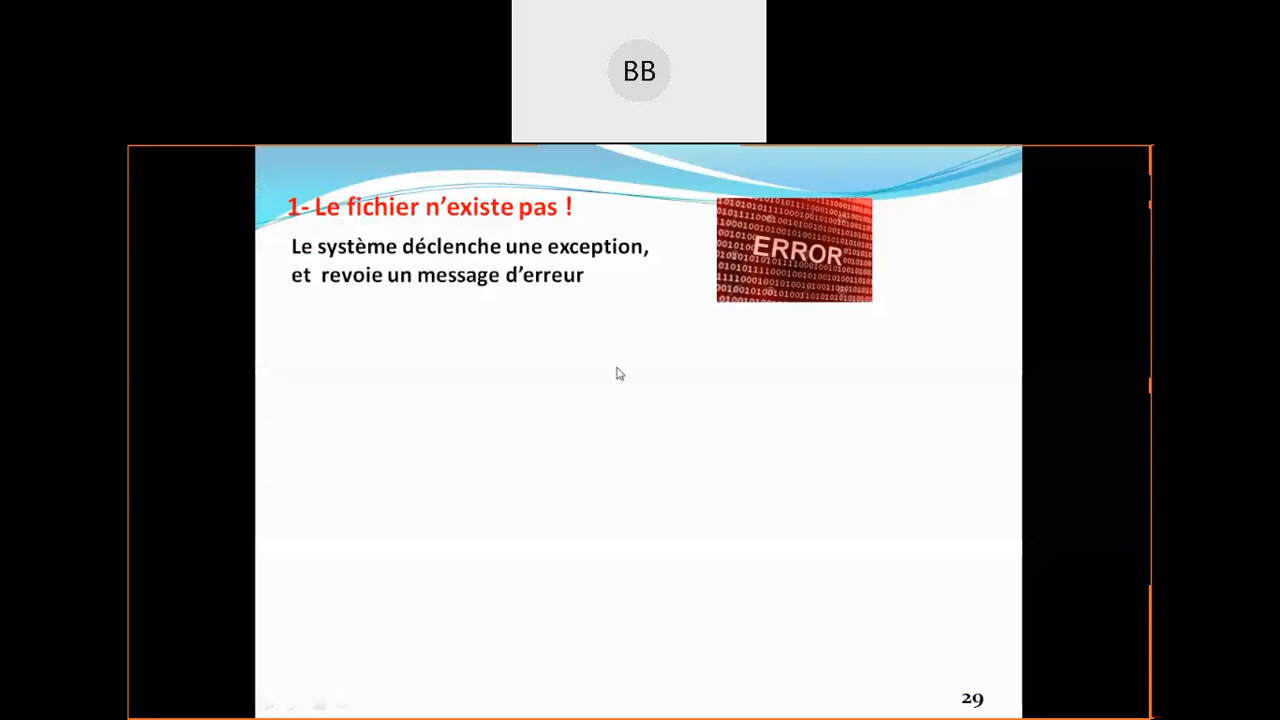 BB
1- Le fichier n’existe pas !
Le système déclenche une exception,
et revoie un message d’erreur
ERROR
29